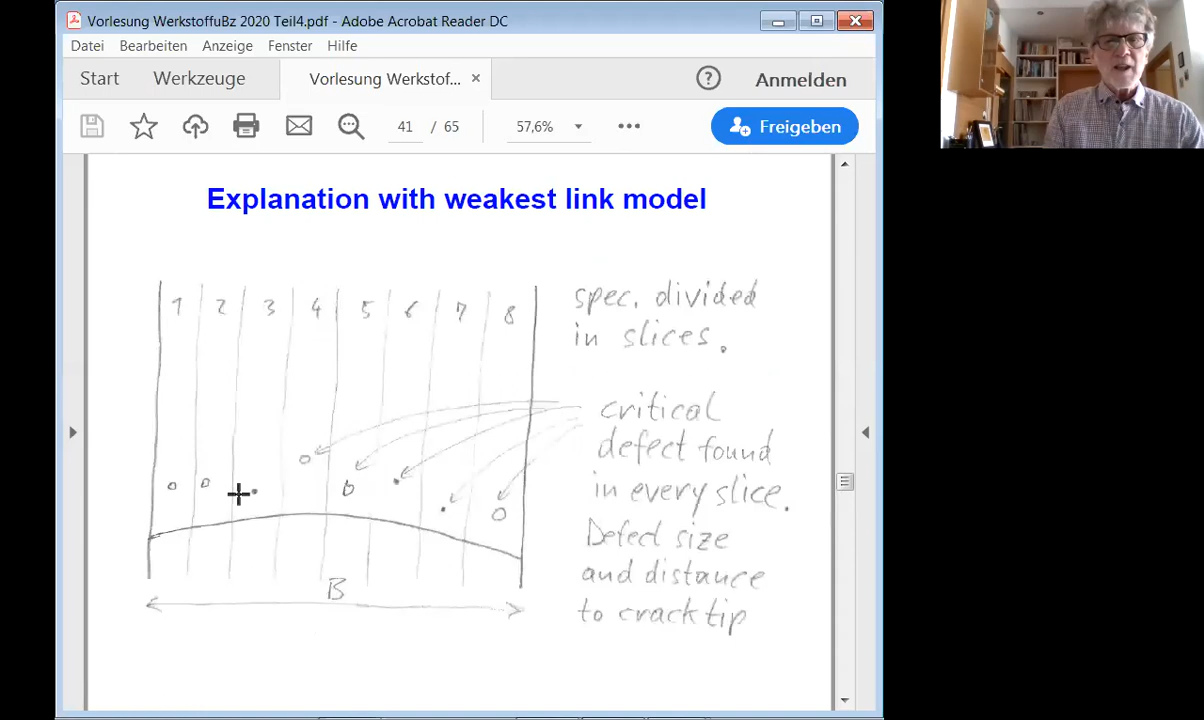 Vorlesung WerkstoffuBz 2020 Teil4.pdf - Adobe Acrobat Reader DC
Datei Bearbeiten Anzeige Fenster Hilfe
Start Werkzeuge Vorlesung Werkstof... × ? Anmelden
41 / 65 57,6% Freigeben
Explanation with weakest link model
1 2 3 4 5 6 7 8
spec. divided
in slices.
critical
defect found
in every slice.
Defect size
and distance
to crack tip
B